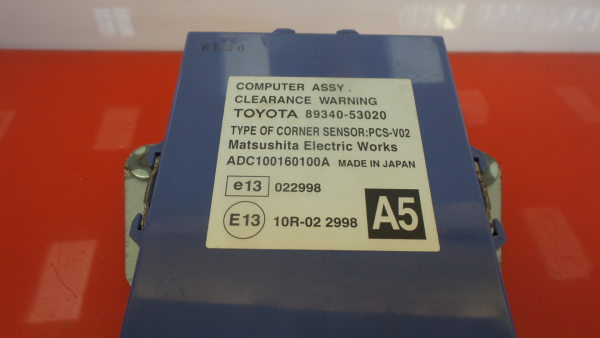 COMPUTER ASSY.
CLEARANCE WARNING
TOYOTA 89340-53020
TYPE OF CORNER SENSOR:PCS-V02
Matsushita Electric Works
ADC100160100A MADE IN JAPAN
e13 022998
E13 10R-02 2998
A5